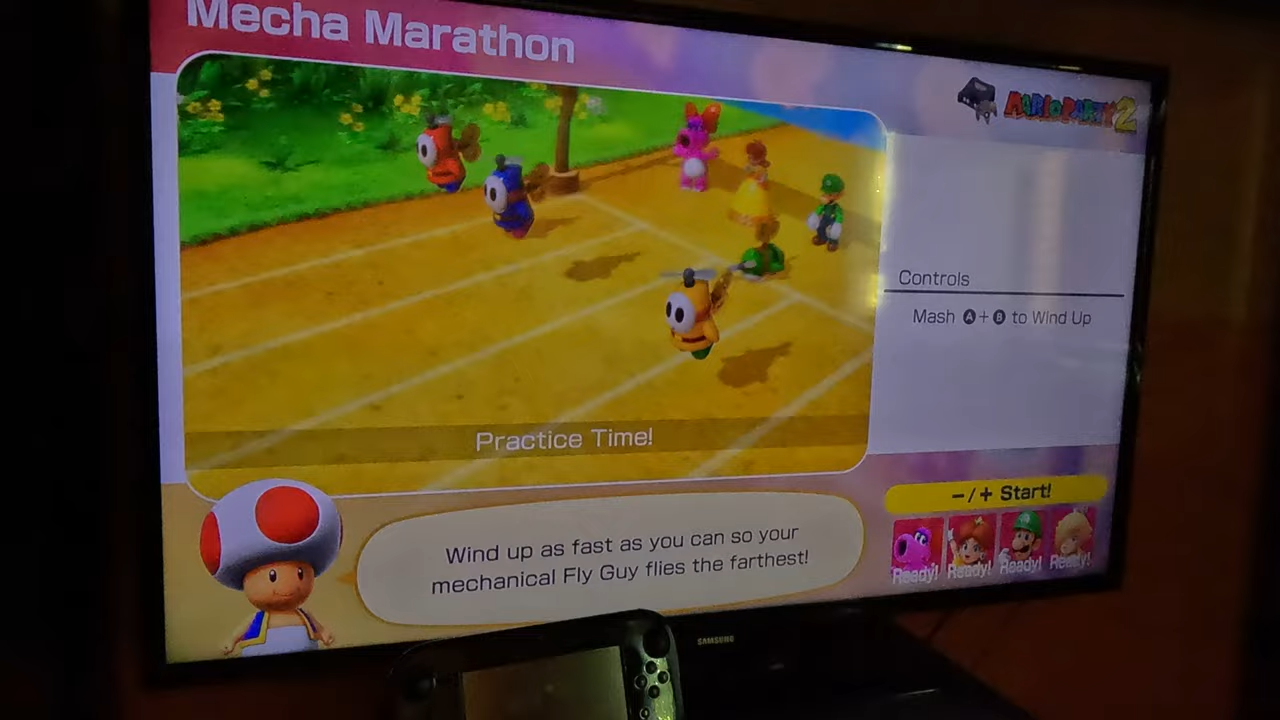 Mecha Marathon
MARIO PARTY 2
Controls
Mash A + B to Wind Up
Practice Time!
Wind up as fast as you can so your
mechanical Fly Guy flies the farthest!
−/+ Start!
Ready! Ready! Ready! Ready!
SAMSUNG